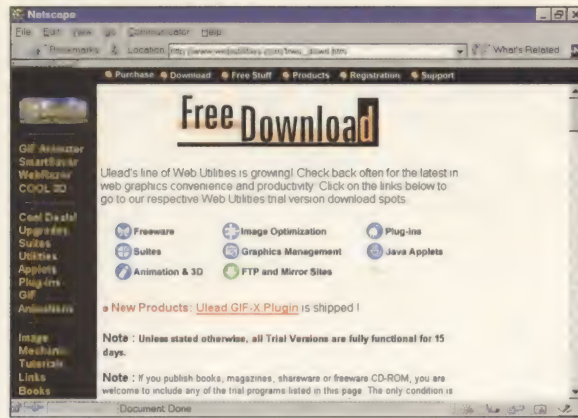 Netscape
File Edit View Go Communicator Help
Bookmarks Location: What's Related
Purchase Download Free Stuff Products Registration Support
Free Download
GIF Animator
SmartSaver
WebRazor
COOL 3D
Cool Deals!
Upgrades
Suites
Utilities
Applets
Plug-ins
GIF
Animations
Image
Mechanic
Tutorials
Links
Books
Ulead's line of Web Utilities is growing! Check back often for the latest in
web graphics convenience and productivity. Click on the links below to
go to our respective Web Utilities trial version download spots.
Freeware Image Optimization Plug-ins
Suites Graphics Management Java Applets
Animation & 3D FTP and Mirror Sites
New Products: Ulead GIF-X Plugin is shipped !
Note : Unless stated otherwise, all Trial Versions are fully functional for 15
days.
Note : If you publish books, magazines, shareware or freeware CD-ROM, you are
welcome to include any of the trial programs listed in this page. The only condition is
Document: Done